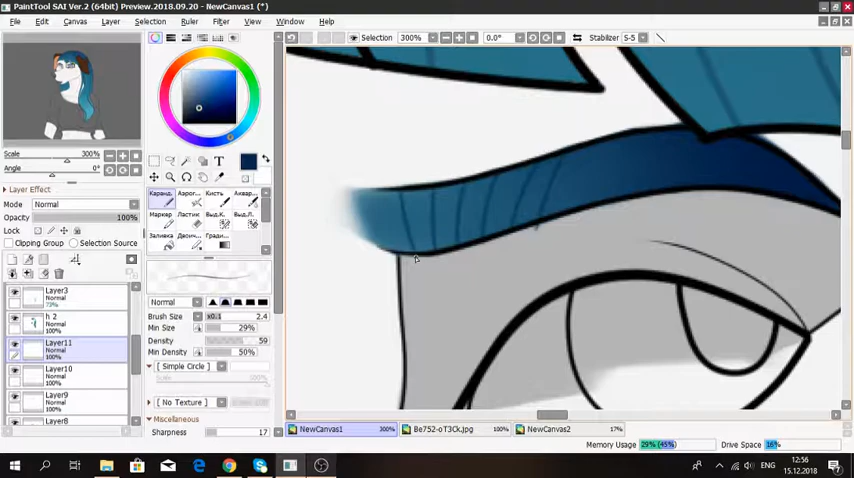 PaintTool SAI Ver.2 (64bit) Preview.2018.09.20 - NewCanvas1 (*)
File Edit Canvas Layer Selection Ruler Filter View Window Help
Selection 300% 0.0° Stabilizer S-5
Scale 300%
Angle 0°
Layer Effect
Mode Normal
Opacity 100%
Clipping Group Selection Source
Layer3
Normal
h 2
Normal
100%
Layer11
Normal
100%
Layer10
Normal
100%
Layer9
Normal
100%
Layer8
T
Каранд. Аэрог... Кисть Аквар...
Маркер Ластик Выд.К. Выд.Л.
Заливка Двоич... Гради...
Normal
Brush Size x0.1 2.4
Min Size 29%
Density 59
Min Density 50%
[ Simple Circle ]
Scale 100%
[ No Texture ]
Miscellaneous
Sharpness 17
NewCanvas1 300% Be752-oT3Ck.jpg 100% NewCanvas2 17%
Memory Usage 29% (45%) Drive Space 16%
ENG 12:56
15.12.2018